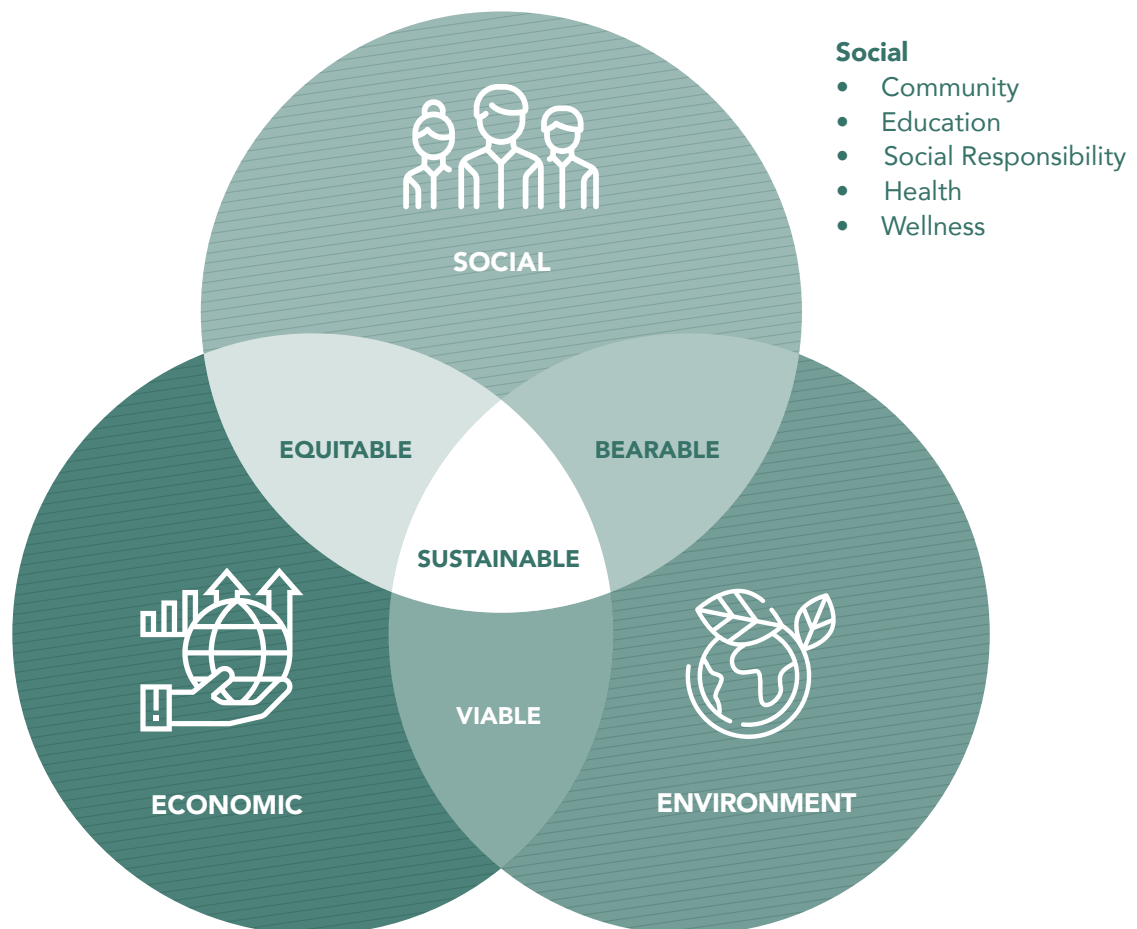 Social
• Community
• Education
• Social Responsibility
• Health
• Wellness
SOCIAL
EQUITABLE
BEARABLE
SUSTAINABLE
VIABLE
ECONOMIC
ENVIRONMENT